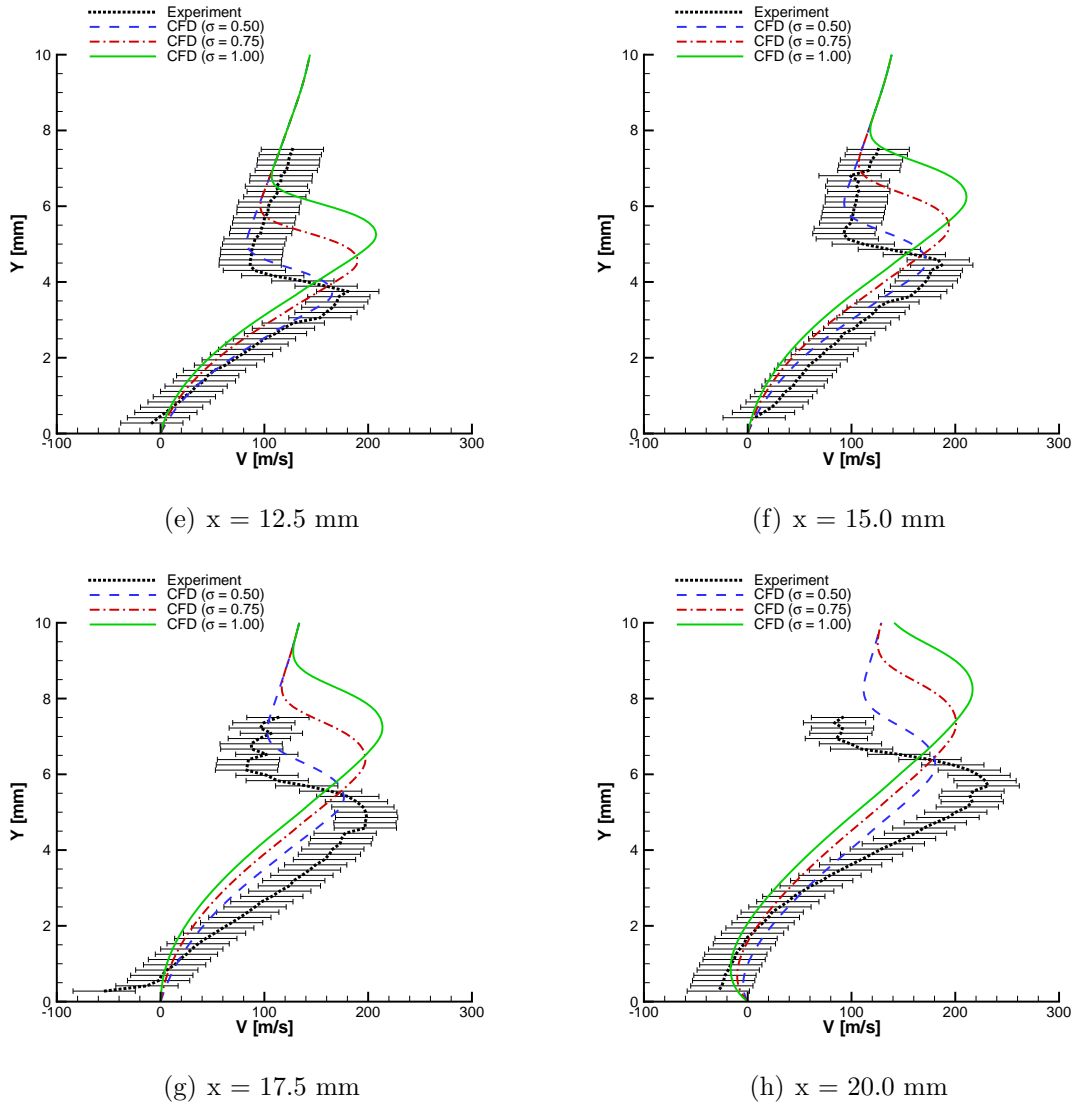 Experiment
CFD (σ = 0.50)
CFD (σ = 0.75)
CFD (σ = 1.00)
10
8
6
4
2
0
Y [mm]
-100 0 100 200 300
V [m/s]
(e) x = 12.5 mm
Experiment
CFD (σ = 0.50)
CFD (σ = 0.75)
CFD (σ = 1.00)
10
8
6
4
2
0
Y [mm]
-100 0 100 200 300
V [m/s]
(f) x = 15.0 mm
Experiment
CFD (σ = 0.50)
CFD (σ = 0.75)
CFD (σ = 1.00)
10
8
6
4
2
0
Y [mm]
-100 0 100 200 300
V [m/s]
(g) x = 17.5 mm
Experiment
CFD (σ = 0.50)
CFD (σ = 0.75)
CFD (σ = 1.00)
10
8
6
4
2
0
Y [mm]
-100 0 100 200 300
V [m/s]
(h) x = 20.0 mm